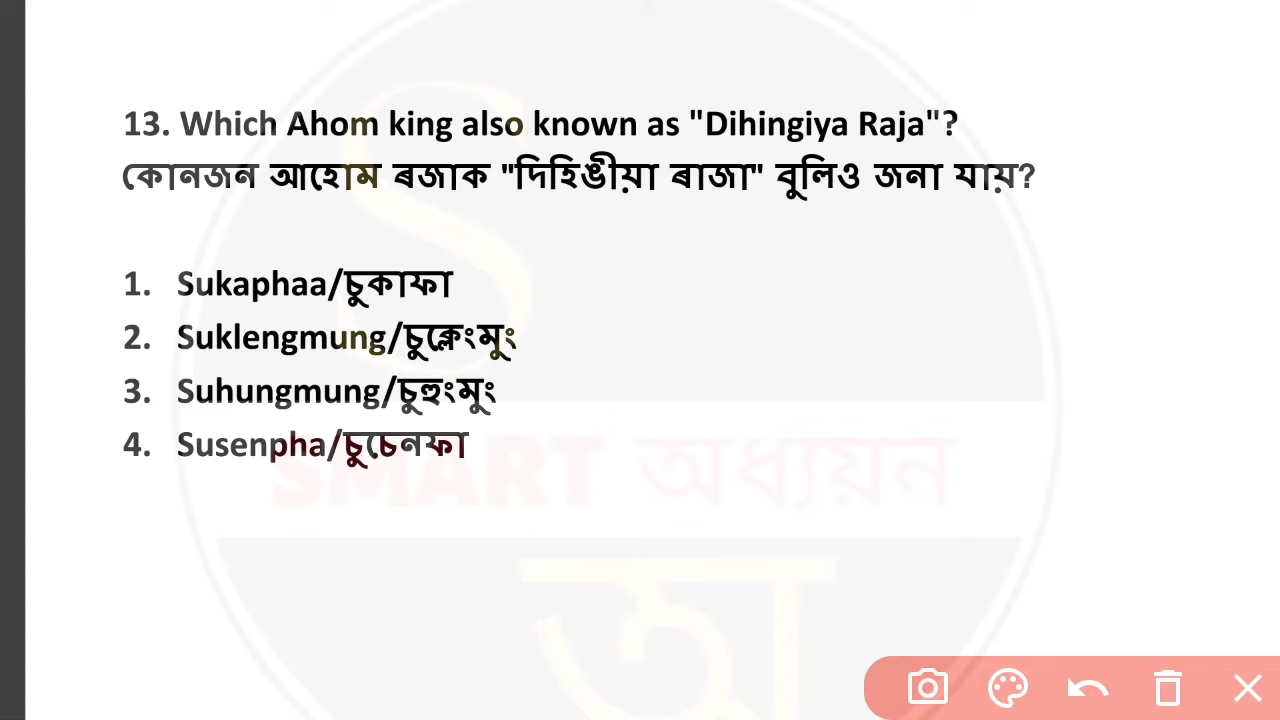 13. Which Ahom king also known as "Dihingiya Raja"?
কোনজন আহোম ৰজাক "দিহিঙীয়া ৰাজা" বুলিও জনা যায়?
1. Sukaphaa/চুকাফা
2. Suklengmung/চুক্লেংমুং
3. Suhungmung/চুহুংমুং
4. Susenpha/চুচেনফা
SMART অধ্যয়ন
S
অ